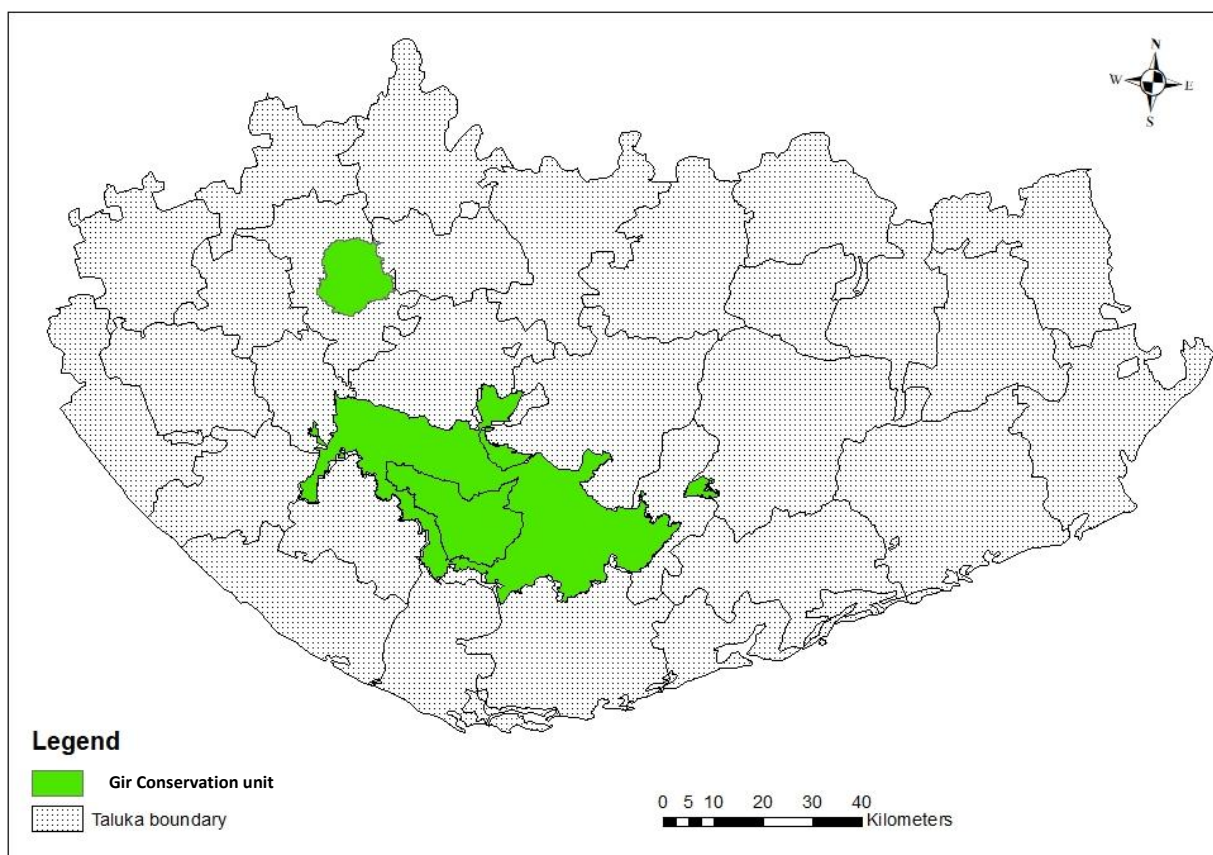 N
W E
S
Legend
Gir Conservation unit
Taluka boundary
0 5 10 20 30 40
Kilometers